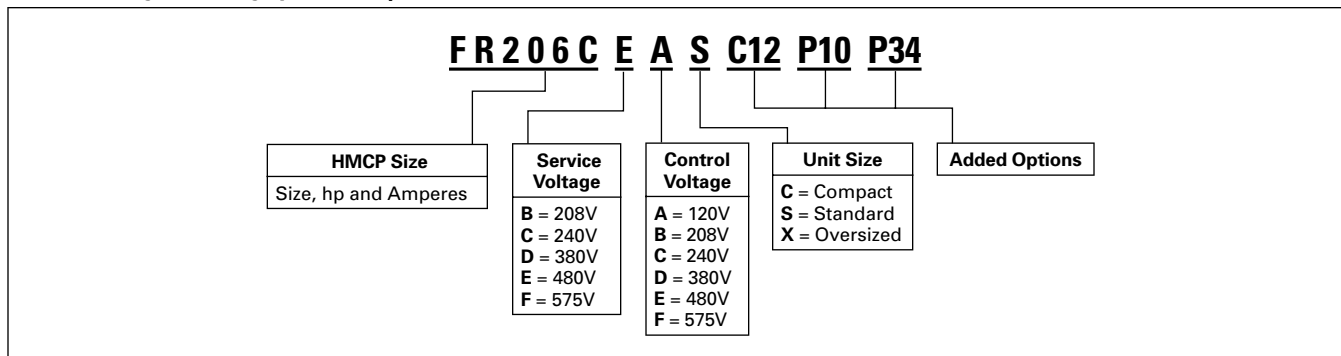 FR206C E A S C12 P10 P34
HMCP Size
Size, hp and Amperes
Service
Voltage
B = 208V
C = 240V
D = 380V
E = 480V
F = 575V
Control
Voltage
A = 120V
B = 208V
C = 240V
D = 380V
E = 480V
F = 575V
Unit Size
C = Compact
S = Standard
X = Oversized
Added Options